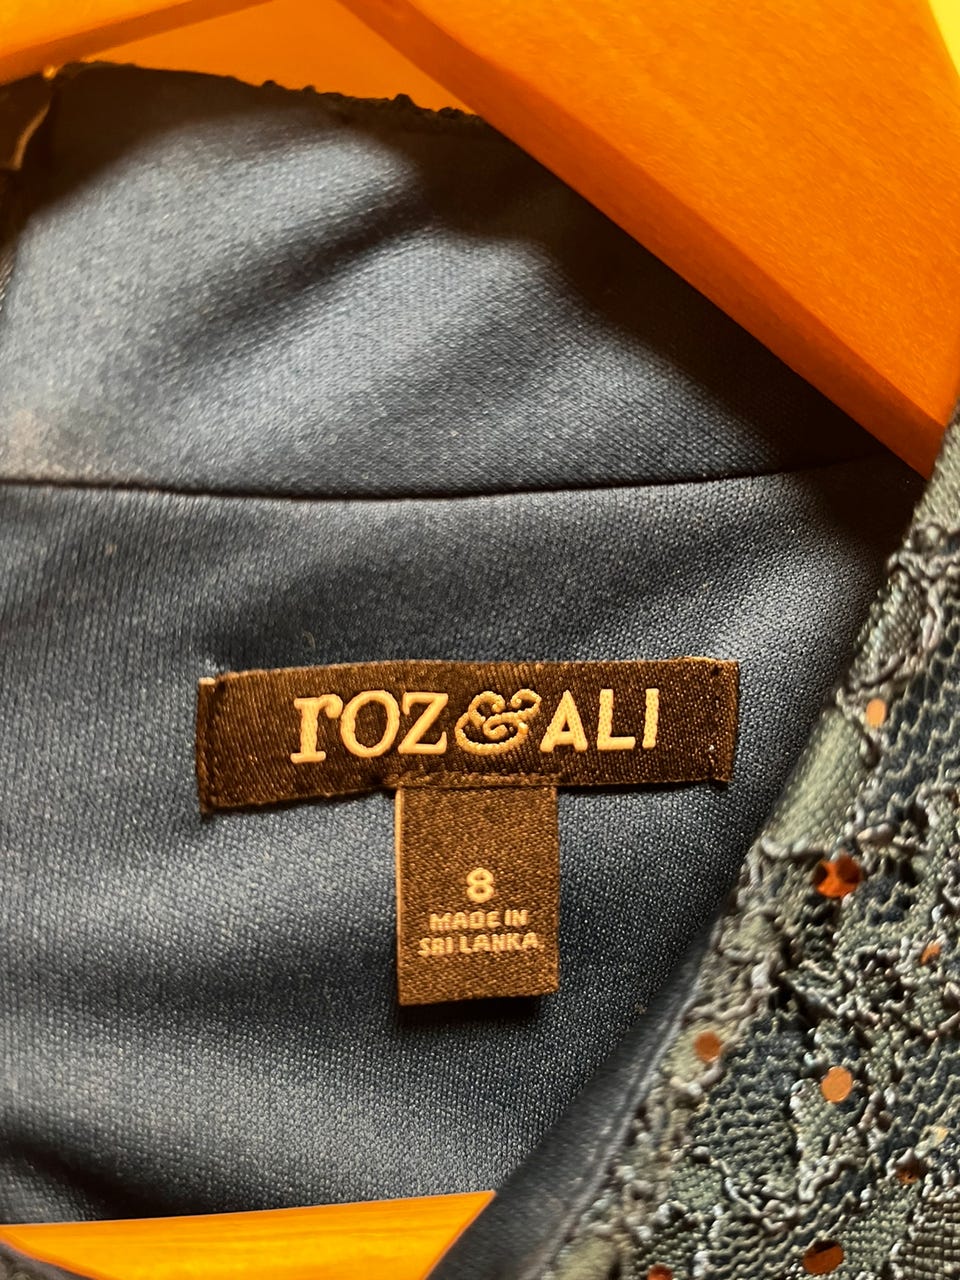 roz & ALI
8
MADE IN
SRI LANKA